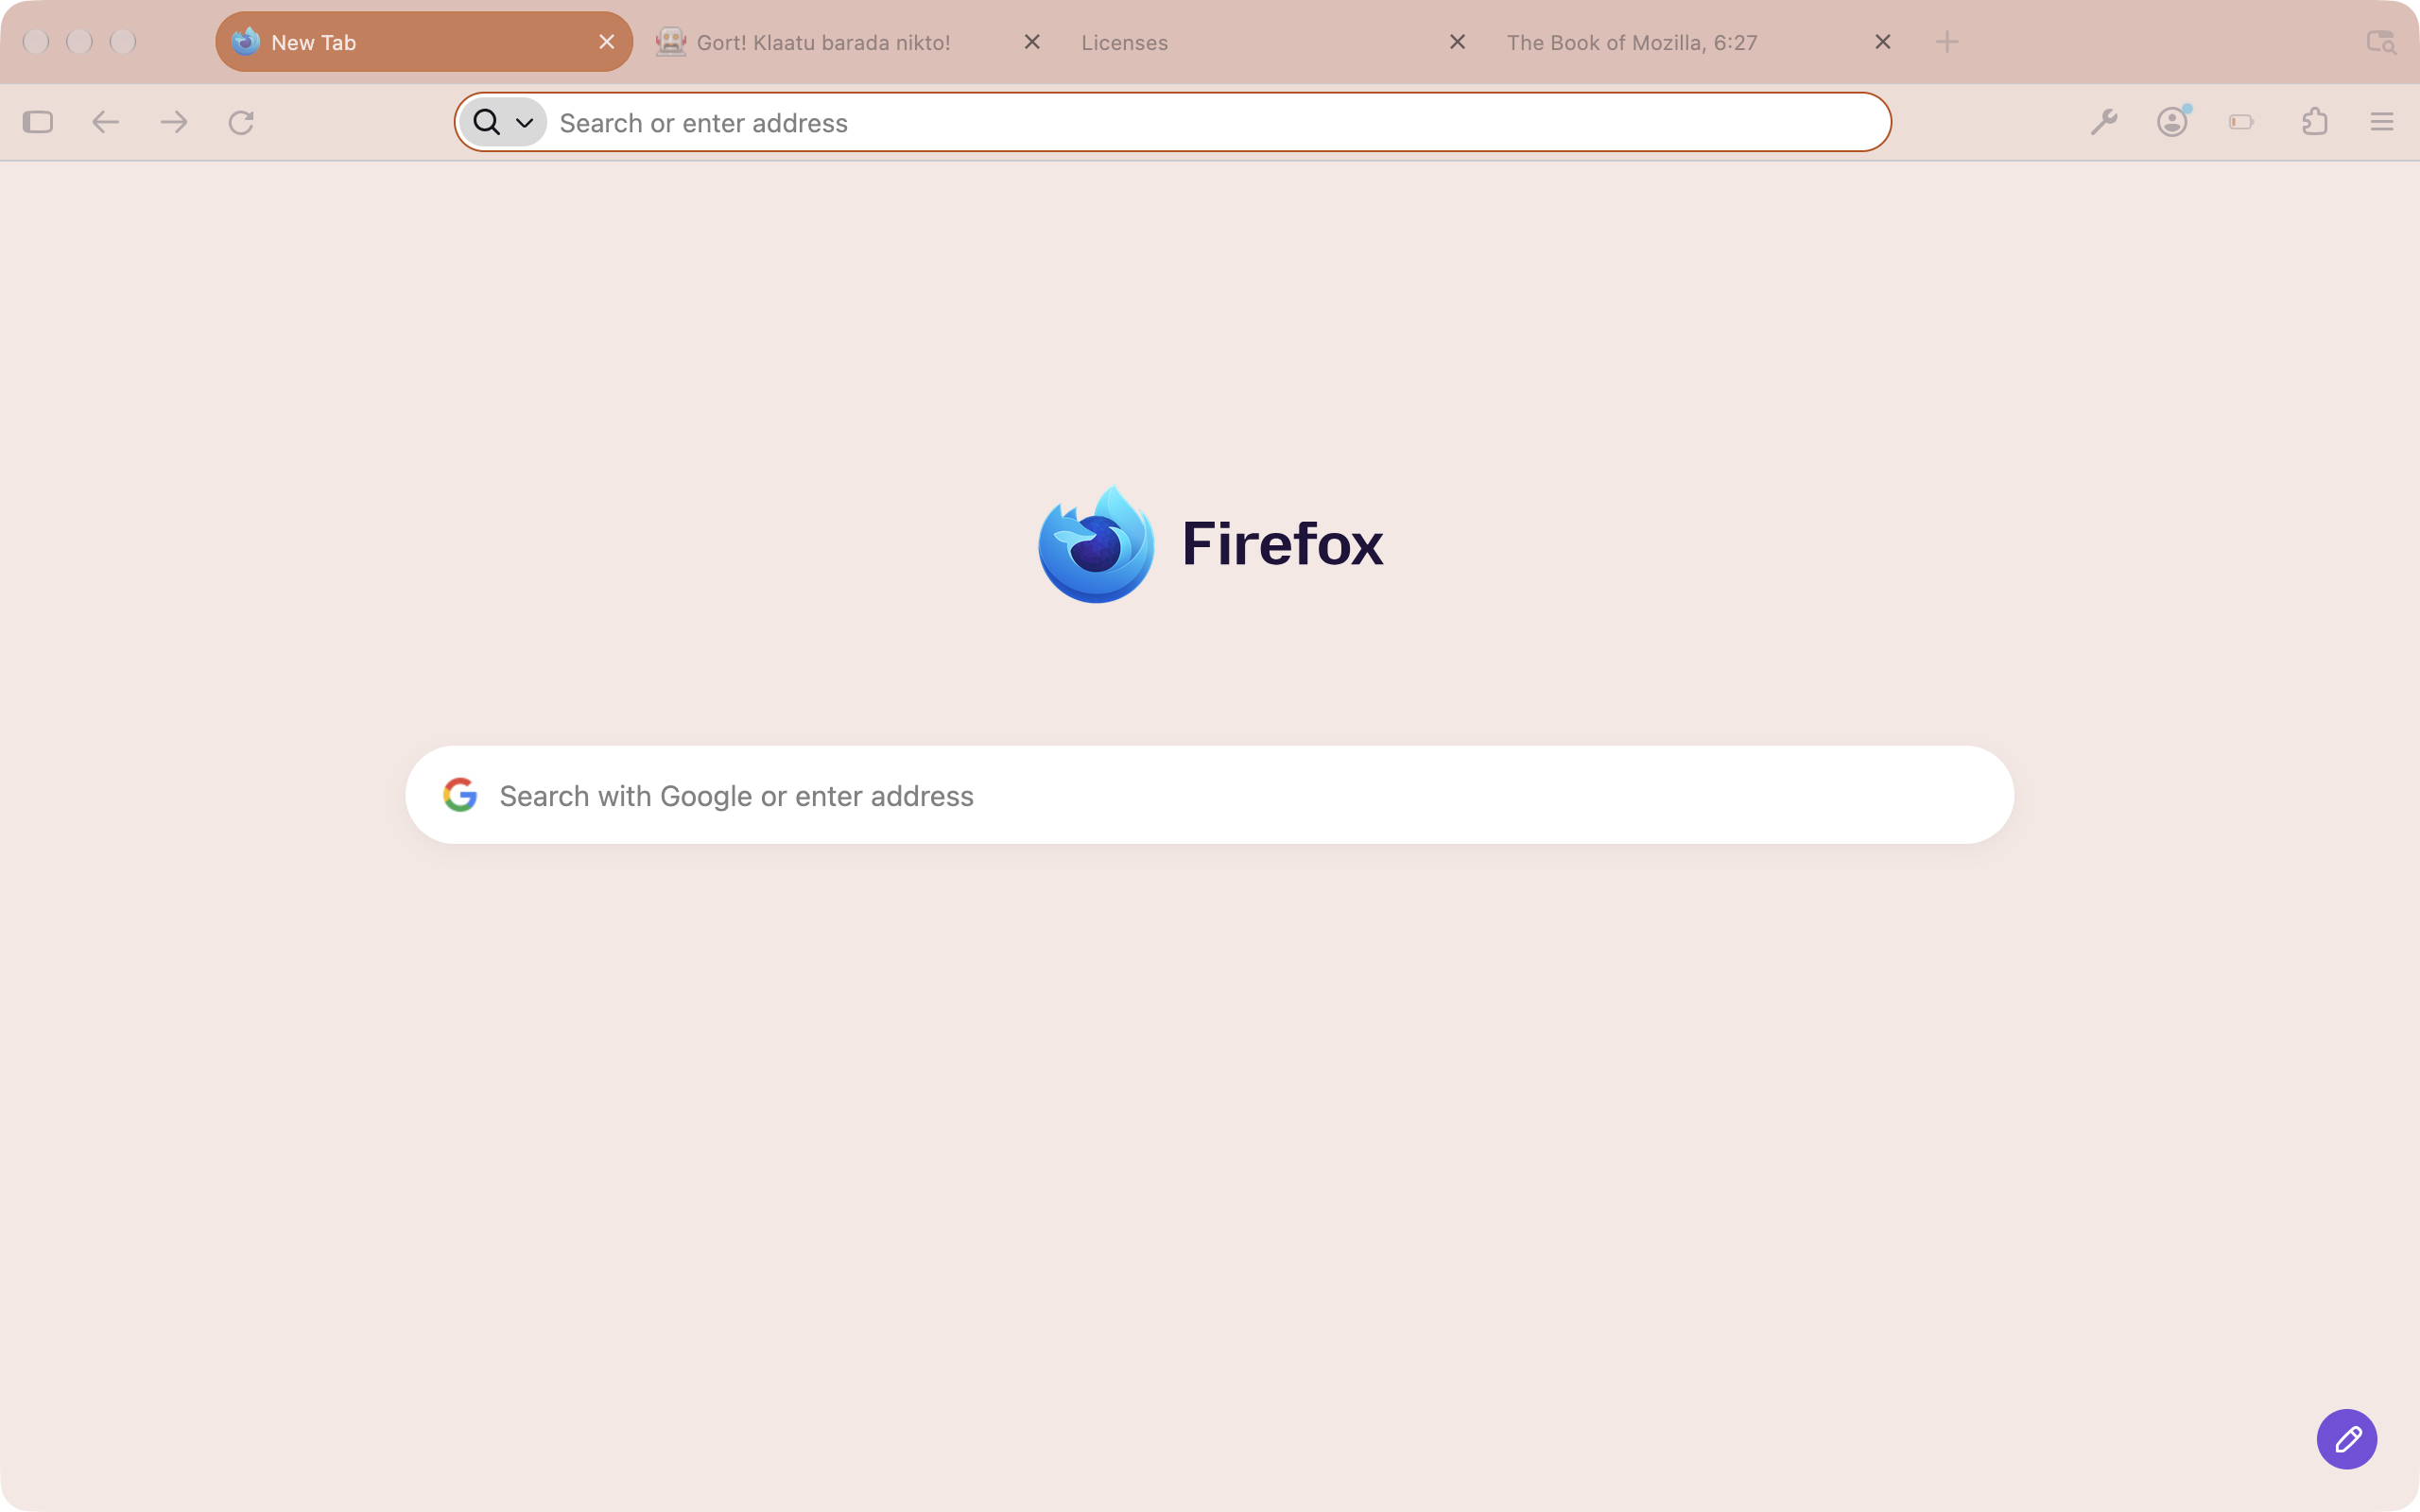 New Tab
Gort! Klaatu barada nikto!
Licenses
The Book of Mozilla, 6:27
Search or enter address
Firefox
Search with Google or enter address